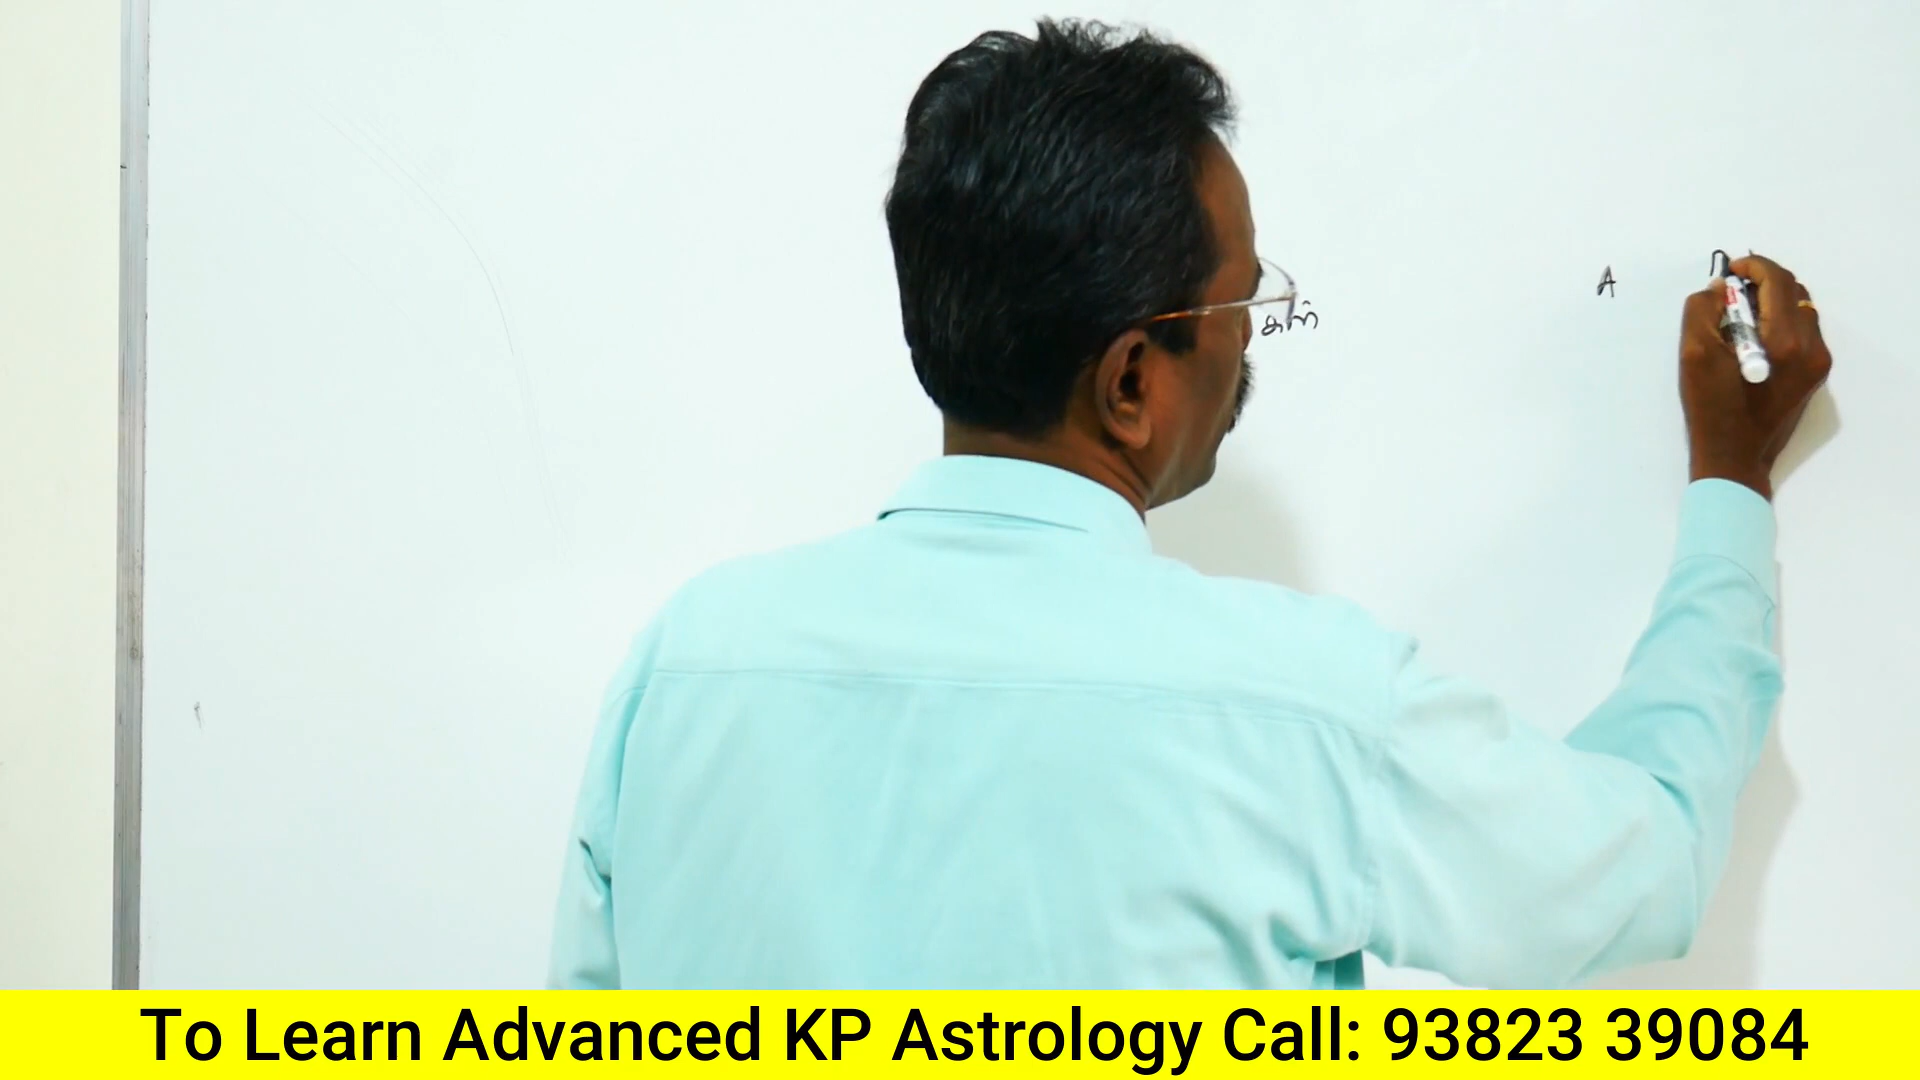 A
கள்
To Learn Advanced KP Astrology Call: 93823 39084